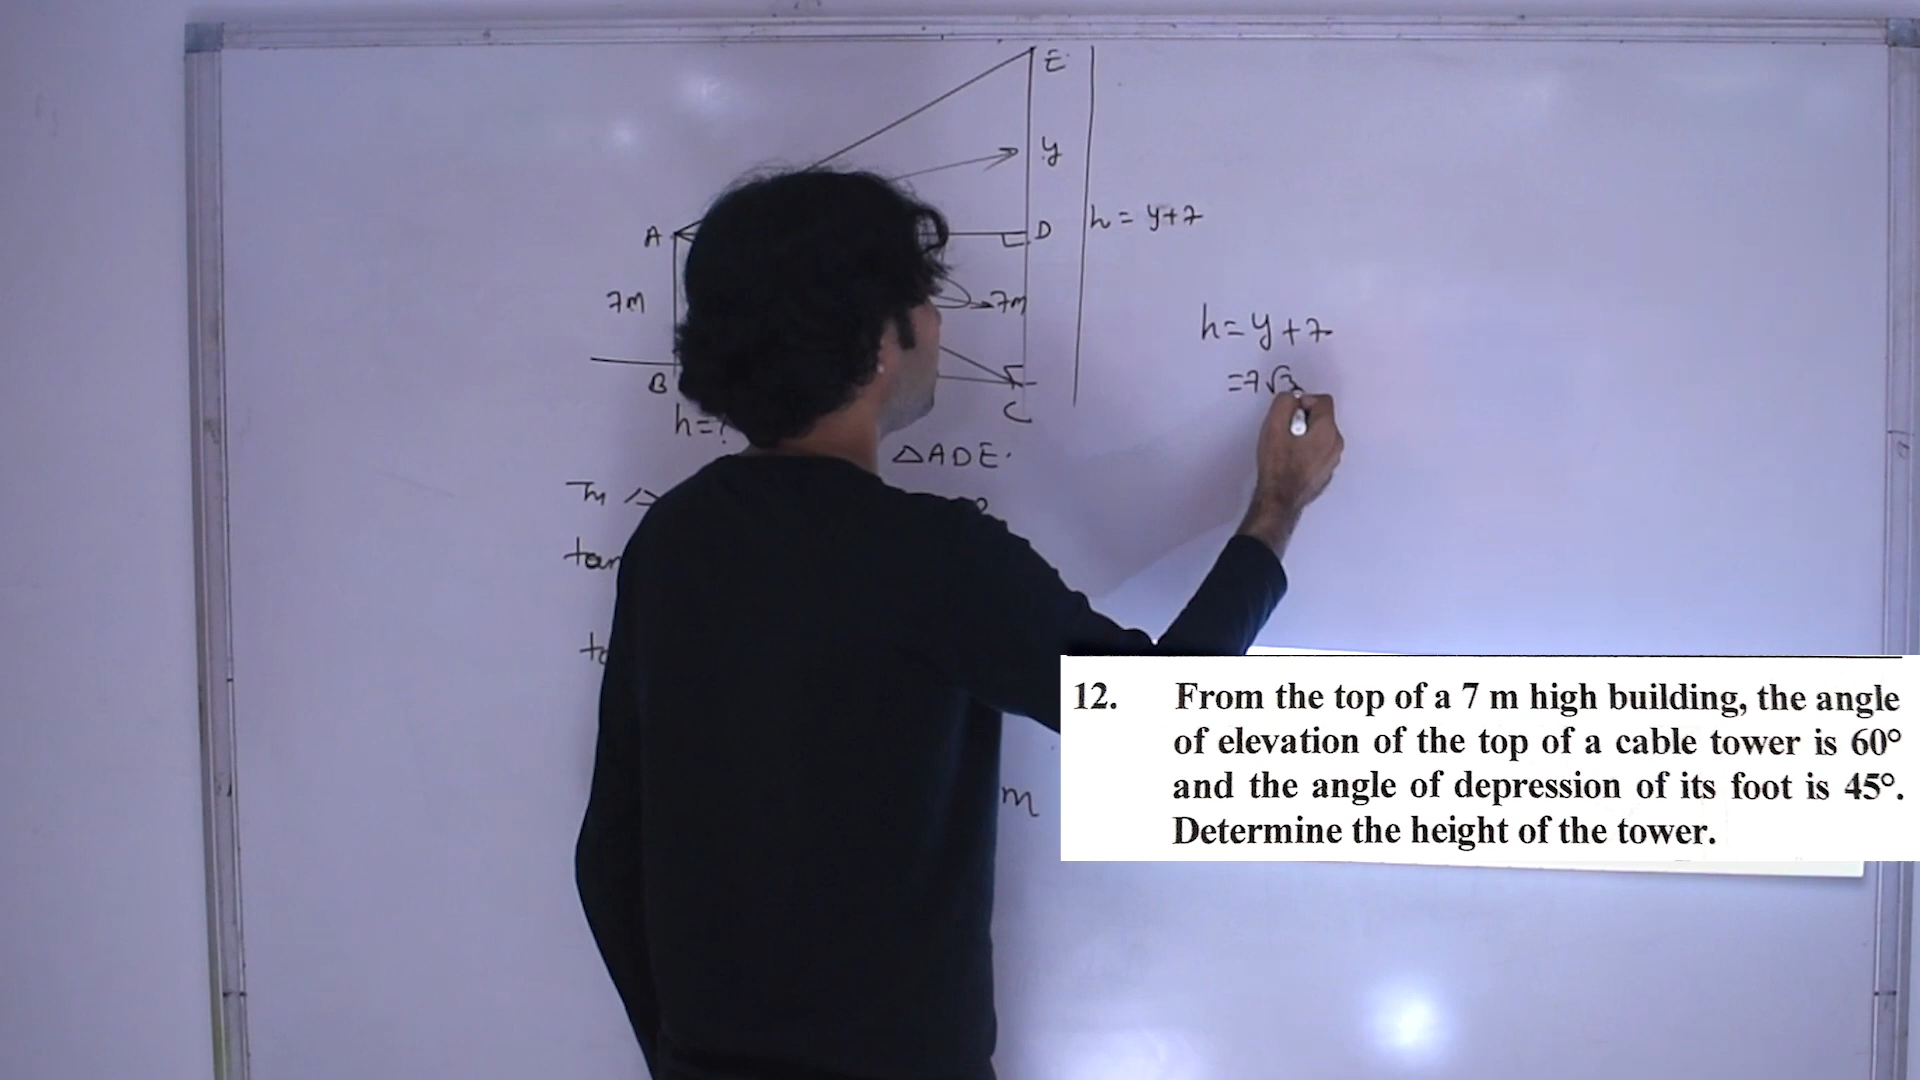 E
y
A
D
h = y+7
7m
7m
h=y+7
=7√3
B
C
h=?
△ADE.
In △
tan
m
12. From the top of a 7 m high building, the angle
of elevation of the top of a cable tower is 60°
and the angle of depression of its foot is 45°.
Determine the height of the tower.